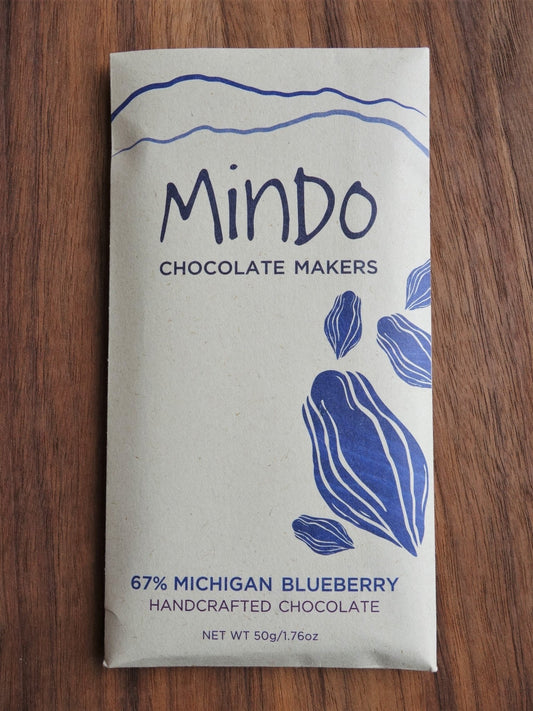 MinDo
CHOCOLATE MAKERS
67% MICHIGAN BLUEBERRY
HANDCRAFTED CHOCOLATE
NET WT 50g/1.76oz